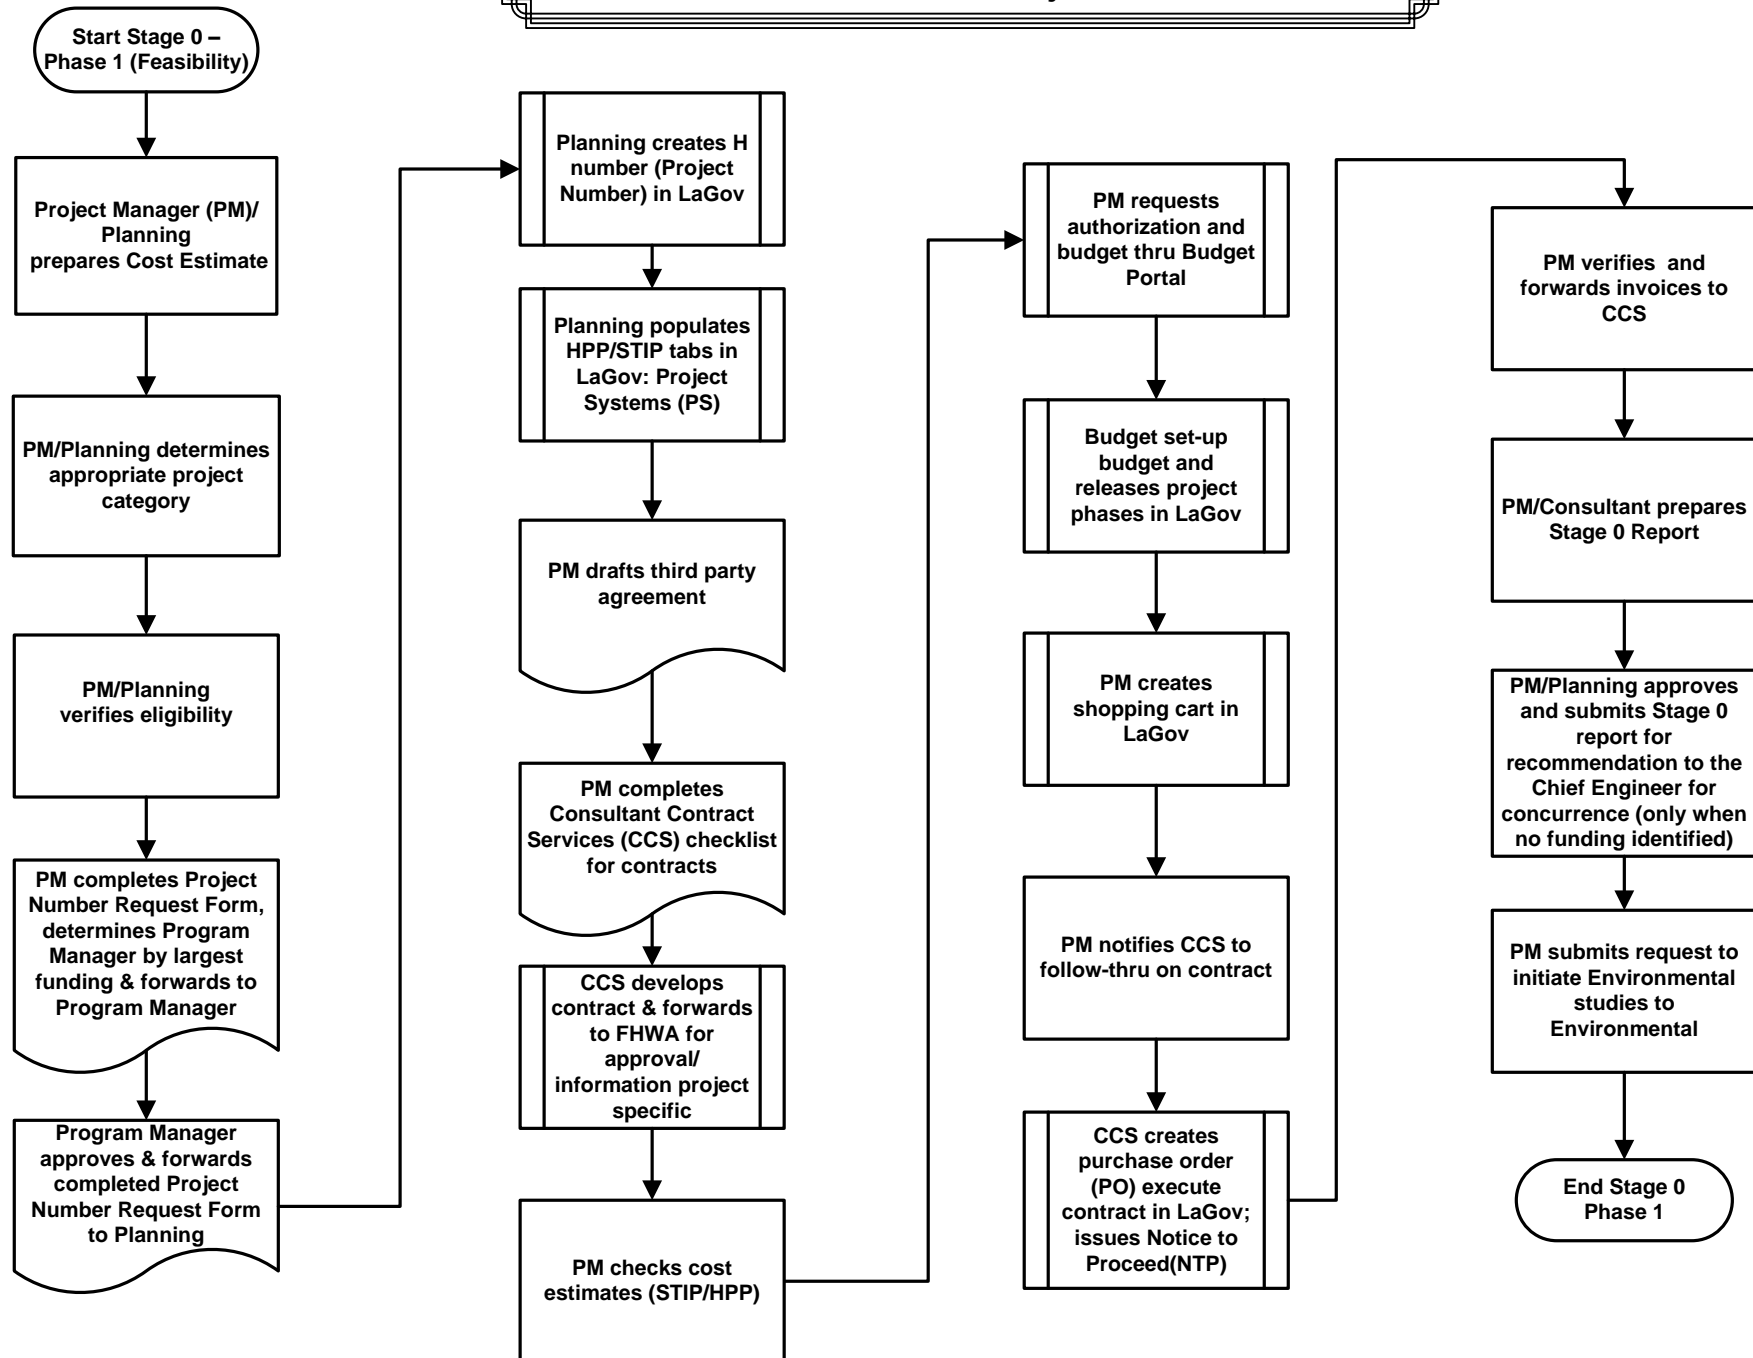 Start Stage 0 –
Phase 1 (Feasibility)
Project Manager (PM)/
Planning
prepares Cost Estimate
PM/Planning determines
appropriate project
category
PM/Planning
verifies eligibility
PM completes Project
Number Request Form,
determines Program
Manager by largest
funding & forwards to
Program Manager
Program Manager
approves & forwards
completed Project
Number Request Form
to Planning
Planning creates H
number (Project
Number) in LaGov
Planning populates
HPP/STIP tabs in
LaGov: Project
Systems (PS)
PM drafts third party
agreement
PM completes
Consultant Contract
Services (CCS) checklist
for contracts
CCS develops
contract & forwards
to FHWA for
approval/
information project
specific
PM checks cost
estimates (STIP/HPP)
PM requests
authorization and
budget thru Budget
Portal
Budget set-up
budget and
releases project
phases in LaGov
PM creates
shopping cart in
LaGov
PM notifies CCS to
follow-thru on contract
CCS creates
purchase order
(PO) execute
contract in LaGov;
issues Notice to
Proceed(NTP)
PM verifies  and
forwards invoices to
CCS
PM/Consultant prepares
Stage 0 Report
PM/Planning approves
and submits Stage 0
report for
recommendation to the
Chief Engineer for
concurrence (only when
no funding identified)
PM submits request to
initiate Environmental
studies to
Environmental
End Stage 0
Phase 1